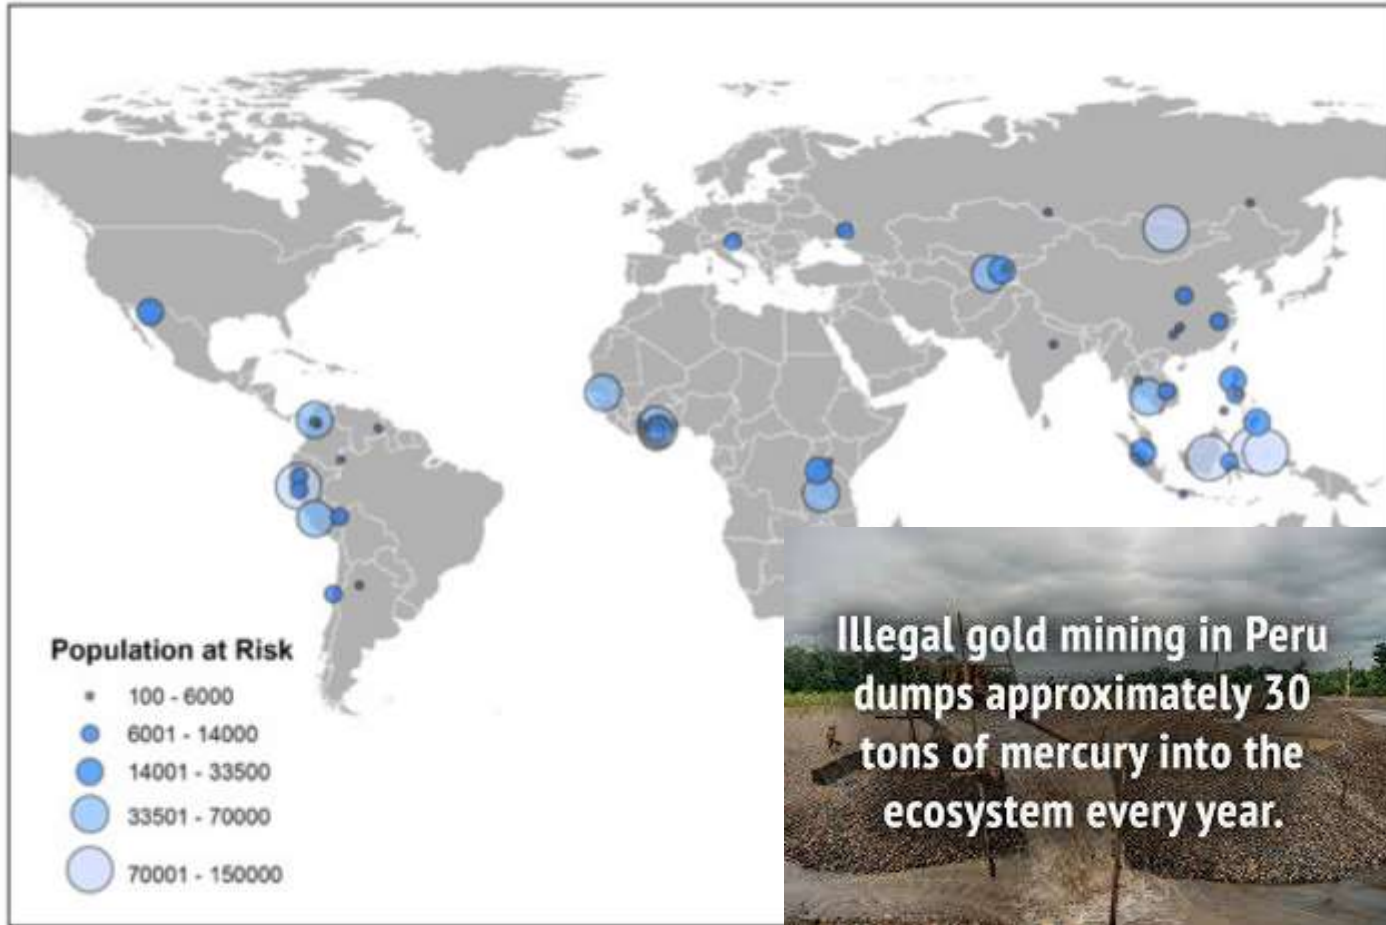 Population at Risk
100 - 6000
6001 - 14000
14001 - 33500
33501 - 70000
70001 - 150000
Illegal gold mining in Peru
dumps approximately 30
tons of mercury into the
ecosystem every year.